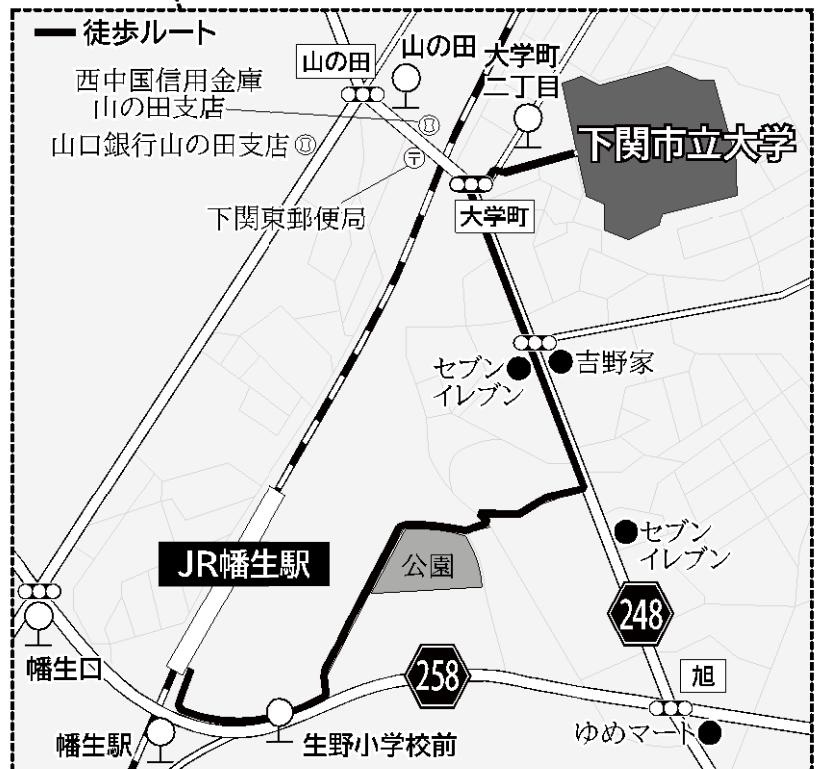 徒歩ルート
山の田
山の田
大学町
二丁目
西中国信用金庫
山の田支店
山口銀行山の田支店
〒
下関市立大学
下関東郵便局
大学町
セブン
イレブン
吉野家
セブン
イレブン
JR幡生駅
公園
248
258
旭
幡生口
幡生駅
生野小学校前
ゆめマート